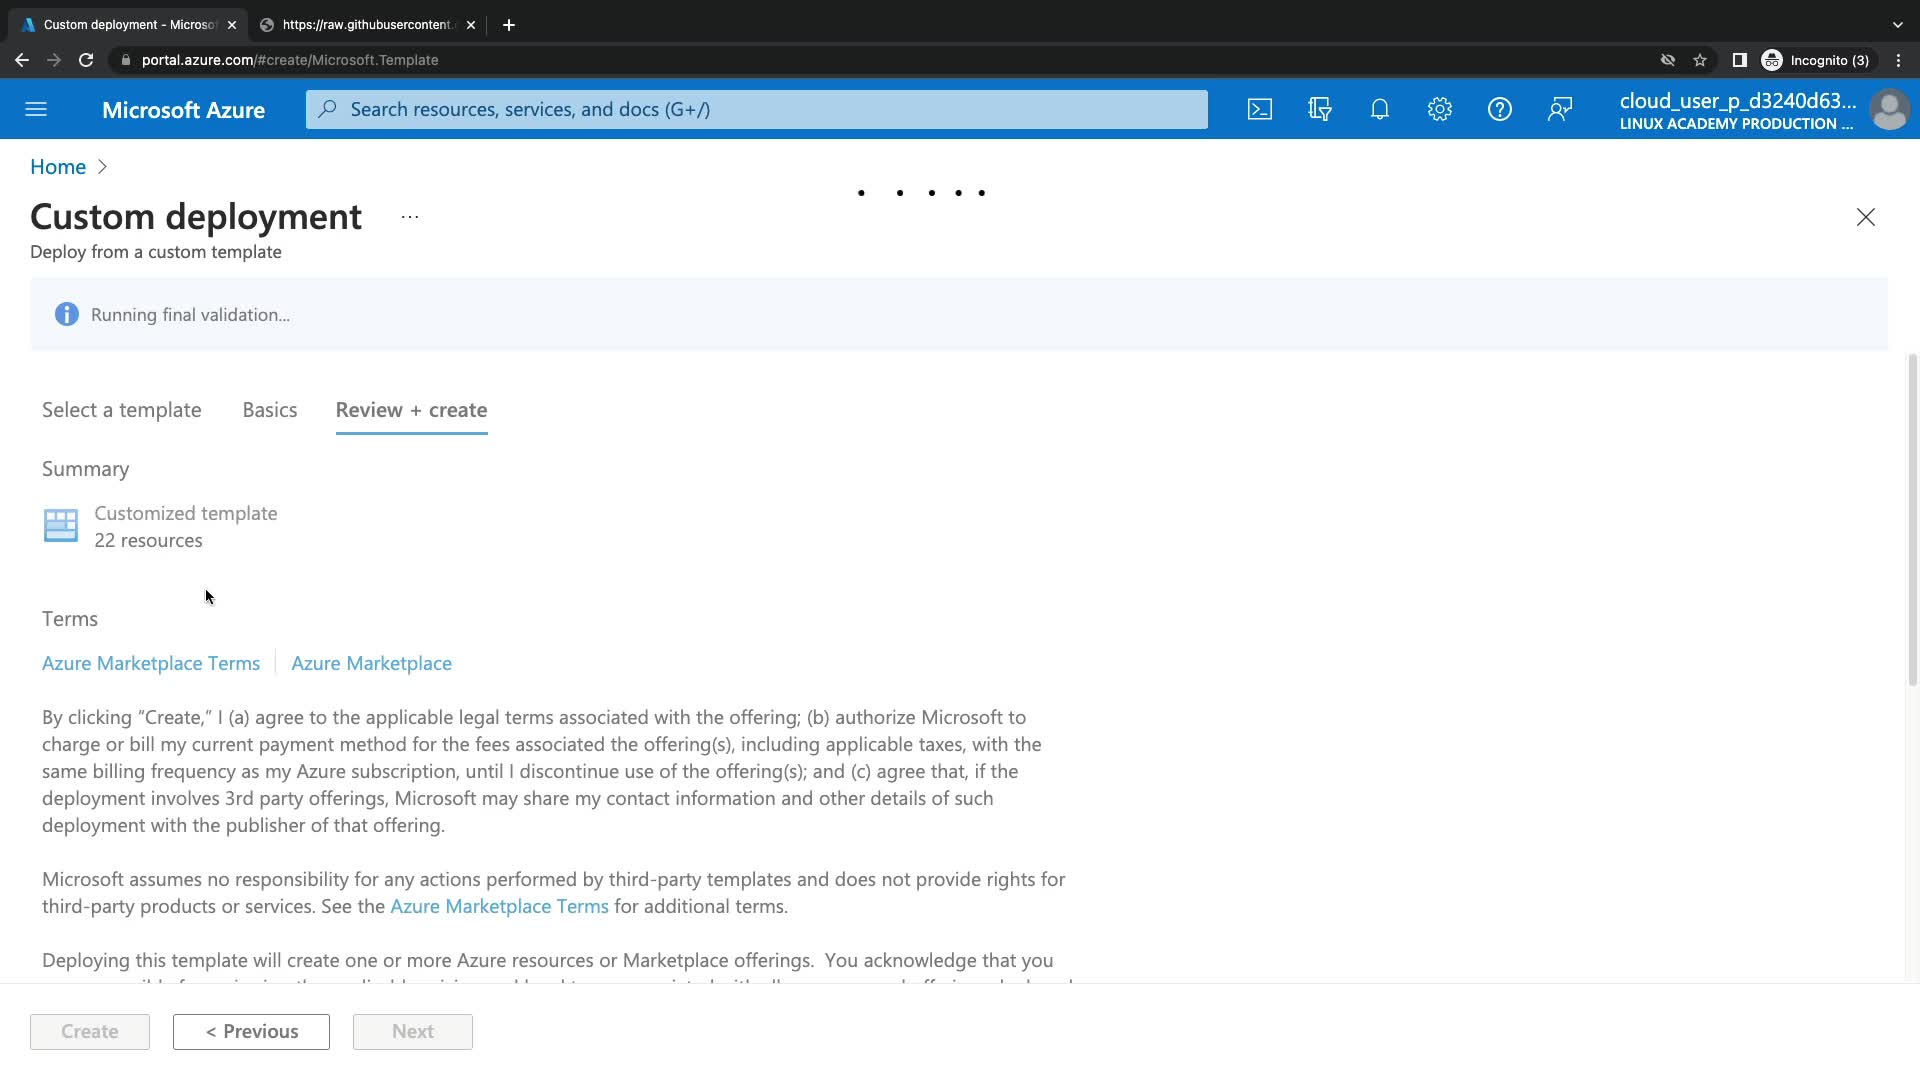 Custom deployment - Microsof
https://raw.githubusercontent.
portal.azure.com/#create/Microsoft.Template
Incognito (3)
Microsoft Azure
Search resources, services, and docs (G+/)
cloud_user_p_d3240d63...
LINUX ACADEMY PRODUCTION ...
Home >
Custom deployment ...
Deploy from a custom template
Running final validation...
Select a template
Basics
Review + create
Summary
Customized template
22 resources
Terms
Azure Marketplace Terms
Azure Marketplace
By clicking “Create,” I (a) agree to the applicable legal terms associated with the offering; (b) authorize Microsoft to
charge or bill my current payment method for the fees associated the offering(s), including applicable taxes, with the
same billing frequency as my Azure subscription, until I discontinue use of the offering(s); and (c) agree that, if the
deployment involves 3rd party offerings, Microsoft may share my contact information and other details of such
deployment with the publisher of that offering.
Microsoft assumes no responsibility for any actions performed by third-party templates and does not provide rights for
third-party products or services. See the Azure Marketplace Terms for additional terms.
Deploying this template will create one or more Azure resources or Marketplace offerings. You acknowledge that you
Create
< Previous
Next